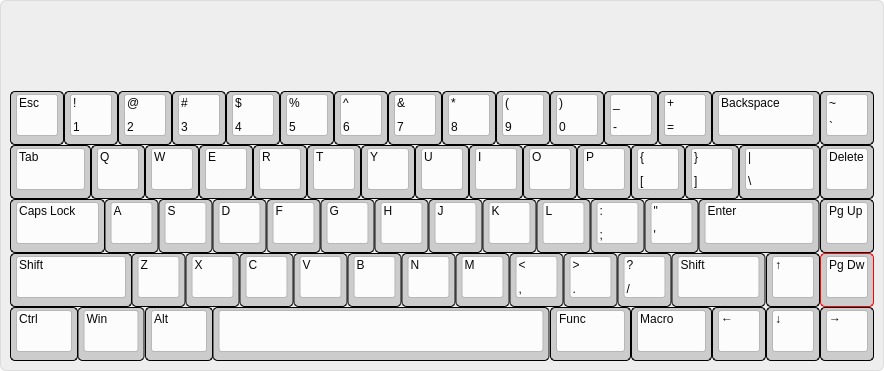 Esc ! @ # $ % ^ & * ( ) _ + Backspace ~
1 2 3 4 5 6 7 8 9 0 - = `
Tab Q W E R T Y U I O P { } | Delete
[ ] \
Caps Lock A S D F G H J K L : " Enter Pg Up
; '
Shift Z X C V B N M < > ? Shift ↑ Pg Dw
, . /
Ctrl Win Alt Func Macro ← ↓ →